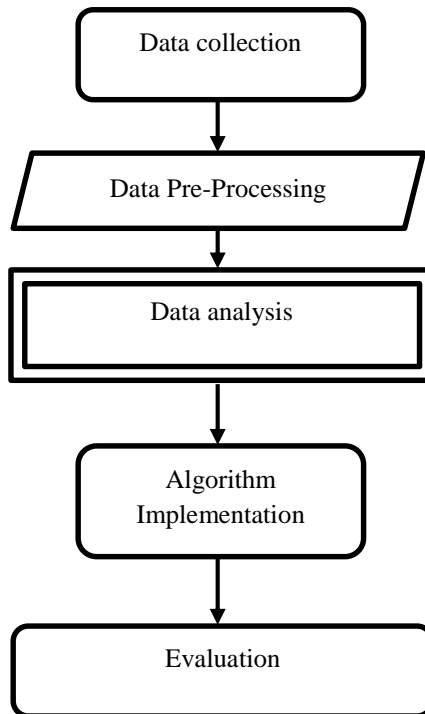 Data collection
Data Pre-Processing
Data analysis
Algorithm
Implementation
Evaluation